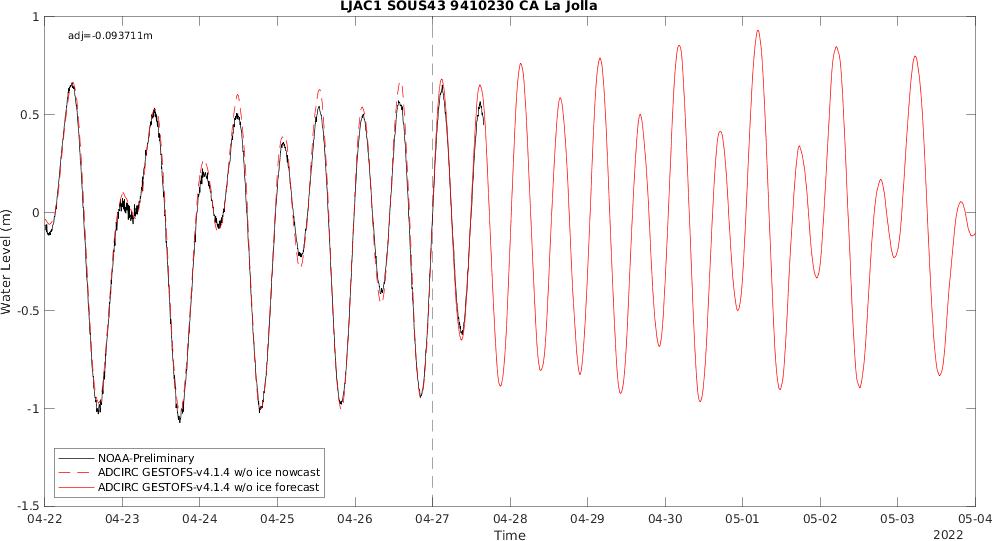 LJAC1 SOUS43 9410230 CA La Jolla
adj=-0.093711m
1
0.5
0
-0.5
-1
-1.5
Water Level (m)
NOAA-Preliminary
ADCIRC GESTOFS-v4.1.4 w/o ice nowcast
ADCIRC GESTOFS-v4.1.4 w/o ice forecast
04-22 04-23 04-24 04-25 04-26 04-27 04-28 04-29 04-30 05-01 05-02 05-03 05-04
Time
2022